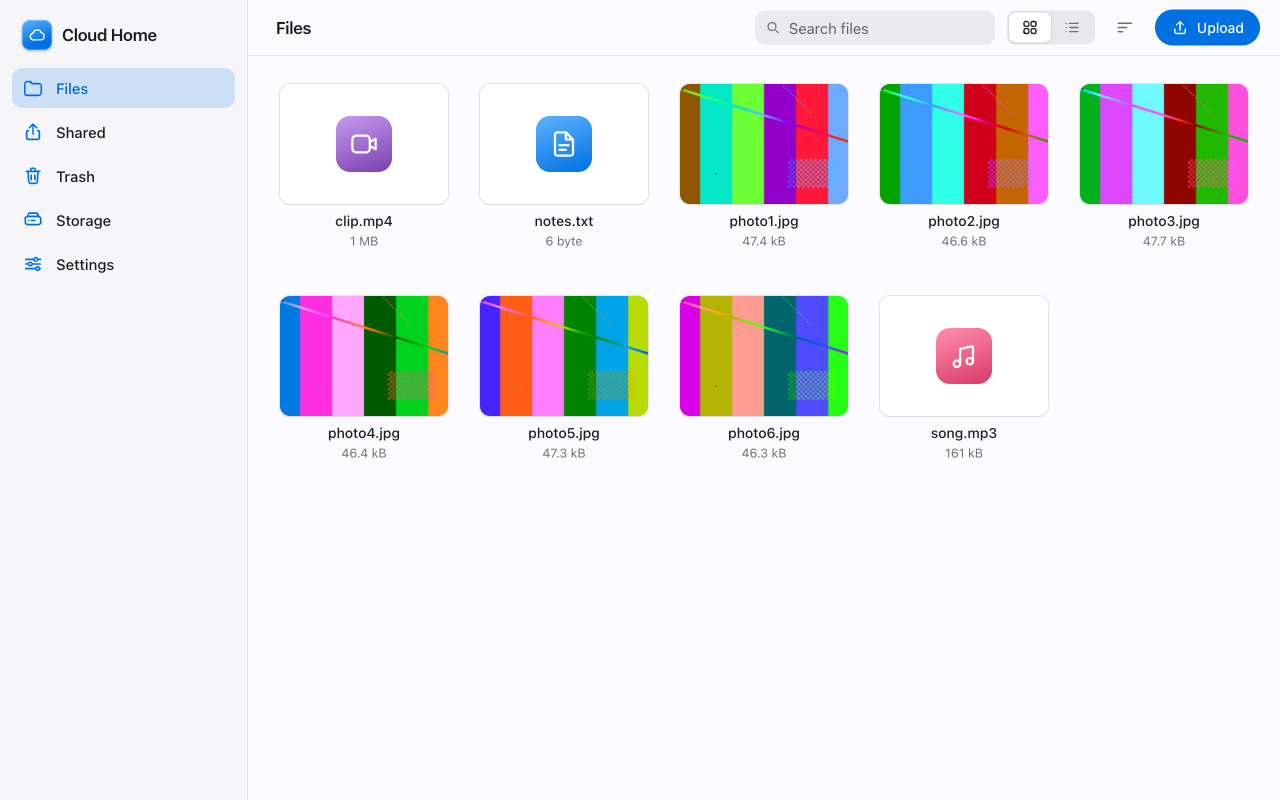 Cloud Home
Files
Shared
Trash
Storage
Settings
Files
Search files
Upload
clip.mp4
1 MB
notes.txt
6 byte
photo1.jpg
47.4 kB
photo2.jpg
46.6 kB
photo3.jpg
47.7 kB
photo4.jpg
46.4 kB
photo5.jpg
47.3 kB
photo6.jpg
46.3 kB
song.mp3
161 kB